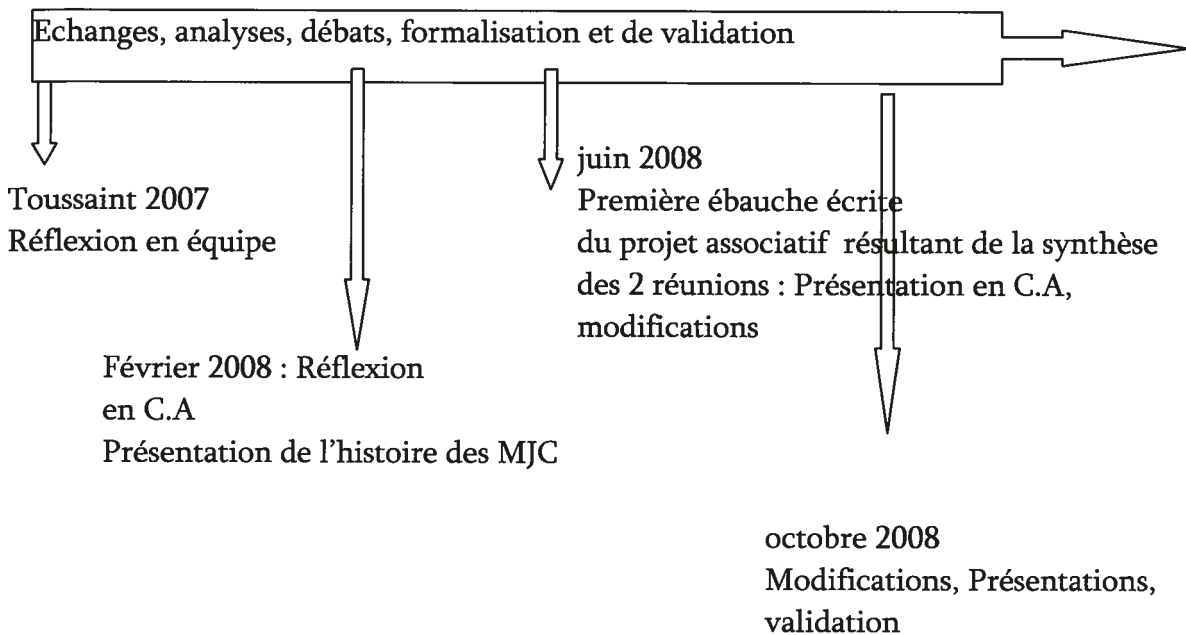 Echanges, analyses, débats, formalisation et de validation
Toussaint 2007
Réflexion en équipe
Février 2008 : Réflexion
en C.A
Présentation de l'histoire des MJC
juin 2008
Première ébauche écrite
du projet associatif résultant de la synthèse
des 2 réunions : Présentation en C.A,
modifications
octobre 2008
Modifications, Présentations,
validation